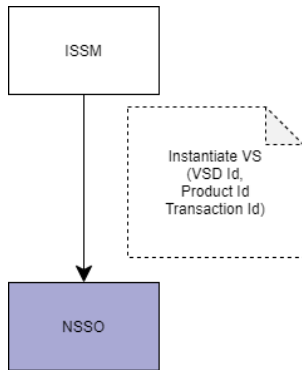 ISSM
Instantiate VS
(VSD Id,
Product Id
Transaction Id)
NSSO